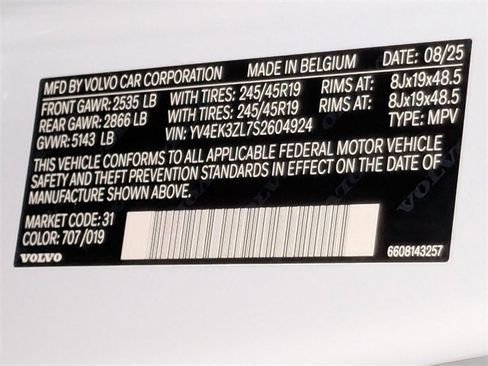 MFD BY VOLVO CAR CORPORATION MADE IN BELGIUM DATE: 08/25
FRONT GAWR: 2535 LB WITH TIRES: 245/45R19 RIMS AT: 8Jx19x48.5
REAR GAWR: 2866 LB WITH TIRES: 245/45R19 RIMS AT: 8Jx19x48.5
GVWR: 5143 LB VIN: YV4EK3ZL7S2604924 TYPE: MPV
THIS VEHICLE CONFORMS TO ALL APPLICABLE FEDERAL MOTOR VEHICLE
SAFETY AND THEFT PREVENTION STANDARDS IN EFFECT ON THE DATE OF
MANUFACTURE SHOWN ABOVE.
MARKET CODE: 31
COLOR: 707/019
VOLVO
6608143257